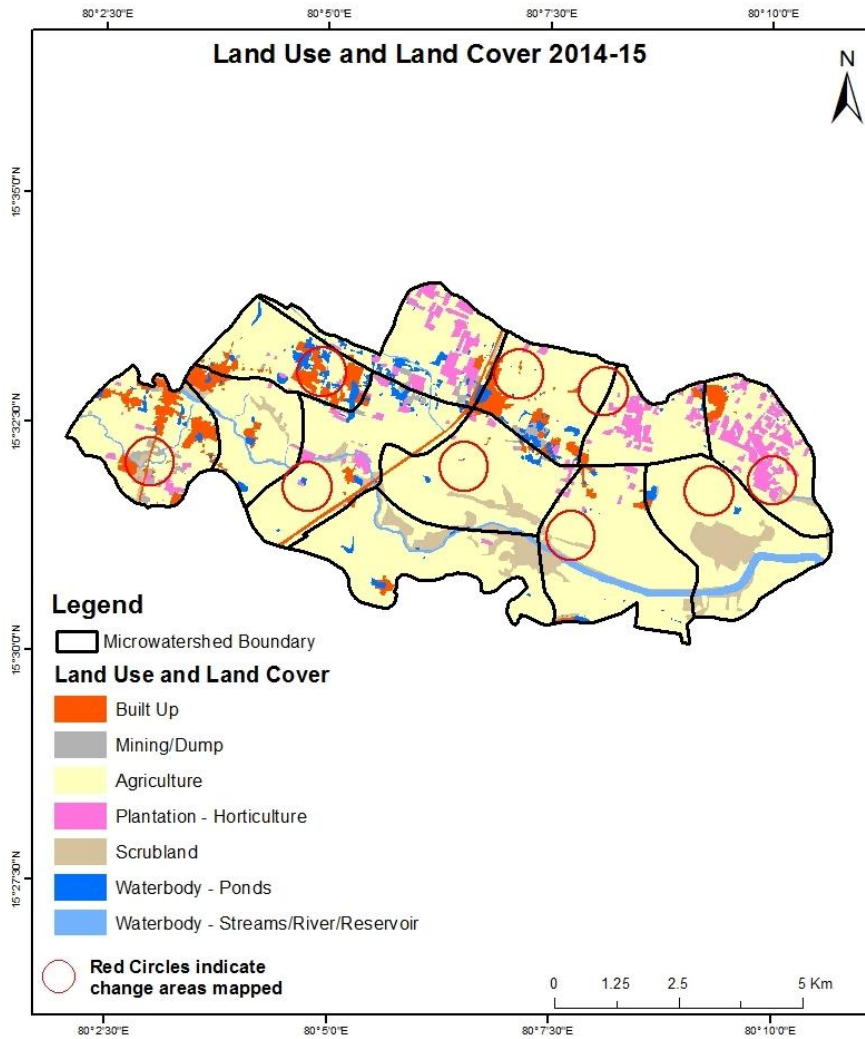 80°2'30"E 80°5'0"E 80°7'30"E 80°10'0"E
Land Use and Land Cover 2014-15
N
15°35'0"N
15°32'30"N
15°30'0"N
15°27'30"N
Legend
Microwatershed Boundary
Land Use and Land Cover
Built Up
Mining/Dump
Agriculture
Plantation - Horticulture
Scrubland
Waterbody - Ponds
Waterbody - Streams/River/Reservoir
Red Circles indicate
change areas mapped
0 1.25 2.5 5 Km
80°2'30"E 80°5'0"E 80°7'30"E 80°10'0"E